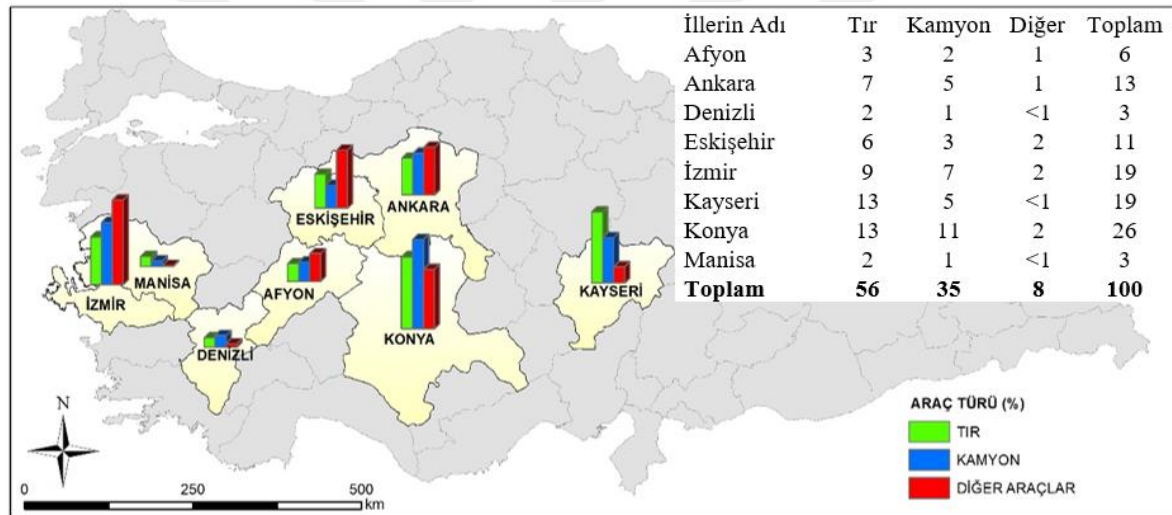 İllerin Adı Tır Kamyon Diğer Toplam
Afyon 3 2 1 6
Ankara 7 5 1 13
Denizli 2 1 <1 3
Eskişehir 6 3 2 11
İzmir 9 7 2 19
Kayseri 13 5 <1 19
Konya 13 11 2 26
Manisa 2 1 <1 3
Toplam 56 35 8 100
ESKİŞEHİR
ANKARA
MANİSA
İZMİR
AFYON
KAYSERİ
KONYA
DENİZLİ
N
0 250 500
km
ARAÇ TÜRÜ (%)
TIR
KAMYON
DİĞER ARAÇLAR